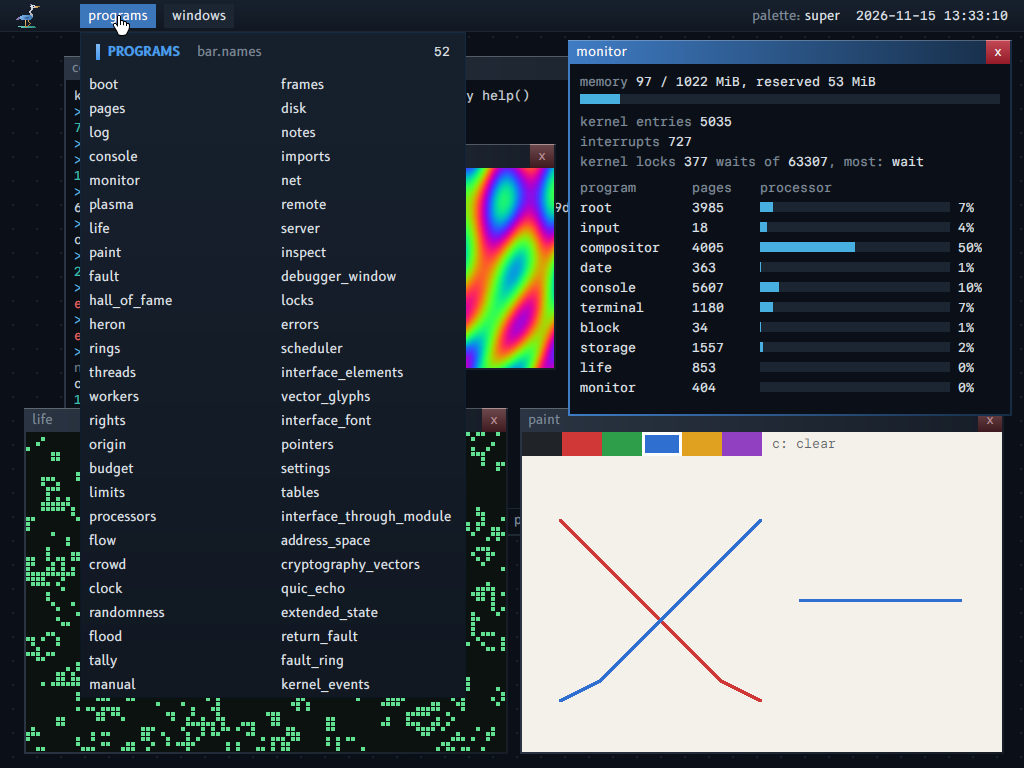 programs windows palette: super 2026-11-15 13:33:10
PROGRAMS bar.names 52
boot frames
pages disk
log notes
console imports
monitor net
plasma remote
life server
paint inspect
fault debugger_window
hall_of_fame locks
heron errors
rings scheduler
threads interface_elements
workers vector_glyphs
rights interface_font
origin pointers
budget settings
limits tables
processors interface_through_module
flow address_space
crowd cryptography_vectors
clock quic_echo
randomness extended_state
flood return_fault
tally fault_ring
manual kernel_events
y help()
x
9d
monitor x
memory 97 / 1022 MiB, reserved 53 MiB
kernel entries 5035
interrupts 727
kernel locks 377 waits of 63307, most: wait
program pages processor
root 3985 7%
input 18 4%
compositor 4005 50%
date 363 1%
console 5607 10%
terminal 1180 7%
block 34 1%
storage 1557 2%
life 853 0%
monitor 404 0%
life x
paint x
c: clear